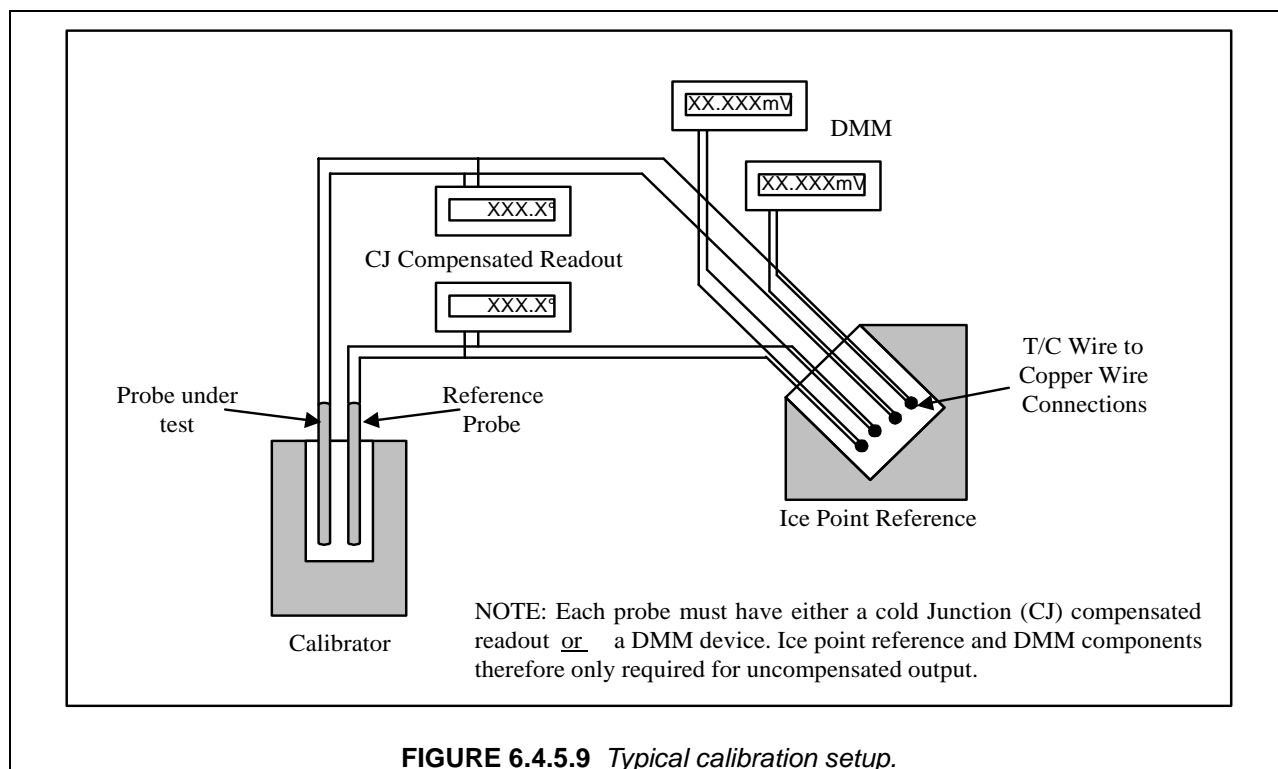 XX.XXXmV
DMM
XX.XXXmV
XXX.X°
CJ Compensated Readout
XXX.X°
T/C Wire to
Copper Wire
Connections
Probe under
test
Reference
Probe
Ice Point Reference
Calibrator
NOTE: Each probe must have either a cold Junction (CJ) compensated
readout or a DMM device. Ice point reference and DMM components
therefore only required for uncompensated output.
FIGURE 6.4.5.9 Typical calibration setup.